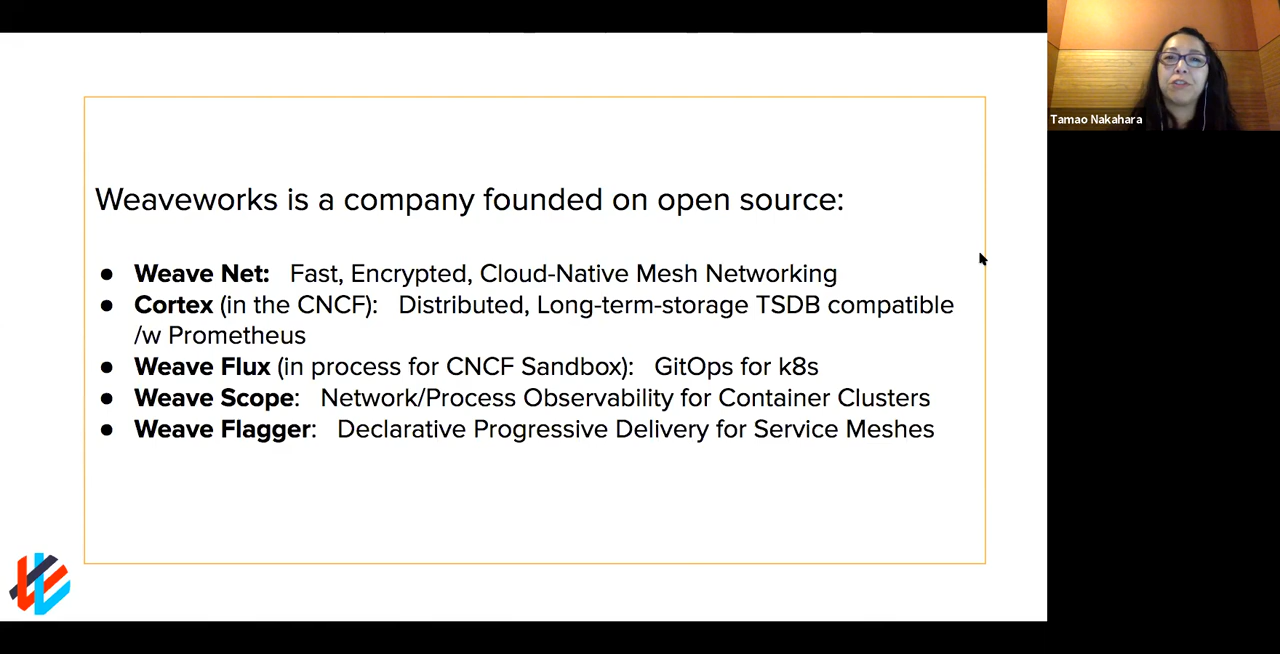 Weaveworks is a company founded on open source:
● Weave Net: Fast, Encrypted, Cloud-Native Mesh Networking
● Cortex (in the CNCF): Distributed, Long-term-storage TSDB compatible
/w Prometheus
● Weave Flux (in process for CNCF Sandbox): GitOps for k8s
● Weave Scope: Network/Process Observability for Container Clusters
● Weave Flagger: Declarative Progressive Delivery for Service Meshes
Tamao Nakahara